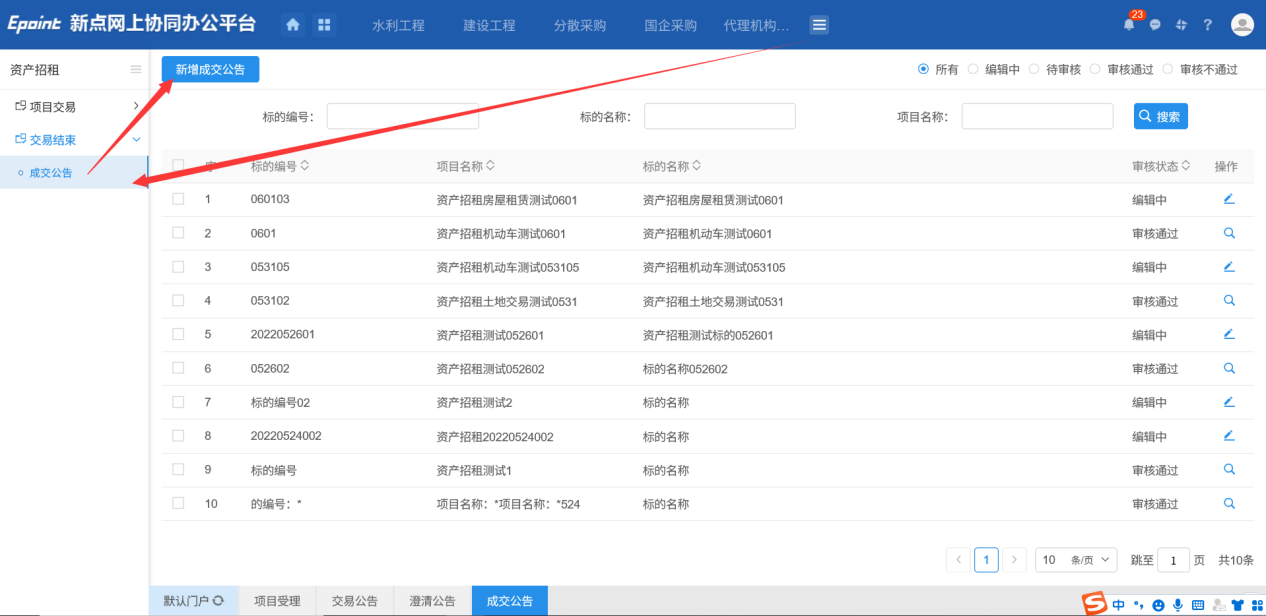 Epoint 新点网上协同办公平台 水利工程 建设工程 分散采购 国企采购 代理机构... 23 ?
资产招租 新增成交公告 所有 编辑中 待审核 审核通过 审核不通过
项目交易
标的编号： 标的名称： 项目名称： 搜索
交易结束
标的编号 项目名称 标的名称 审核状态 操作
成交公告
1 060103 资产招租房屋租赁测试0601 资产招租房屋租赁测试0601 编辑中
2 0601 资产招租机动车测试0601 资产招租机动车测试0601 审核通过
3 053105 资产招租机动车测试053105 资产招租机动车测试053105 编辑中
4 053102 资产招租土地交易测试0531 资产招租土地交易测试0531 审核通过
5 2022052601 资产招租测试052601 资产招租测试标的052601 编辑中
6 052602 资产招租测试052602 标的名称052602 审核通过
7 标的编号02 资产招租测试2 标的名称 编辑中
8 20220524002 资产招租20220524002 标的名称 编辑中
9 标的编号 资产招租测试1 标的名称 审核通过
10 的编号：* 项目名称：*项目名称：*524 标的名称 审核通过
< 1 > 10 条/页 跳至 1 页 共10条
默认门户 项目受理 交易公告 澄清公告 成交公告
S 中